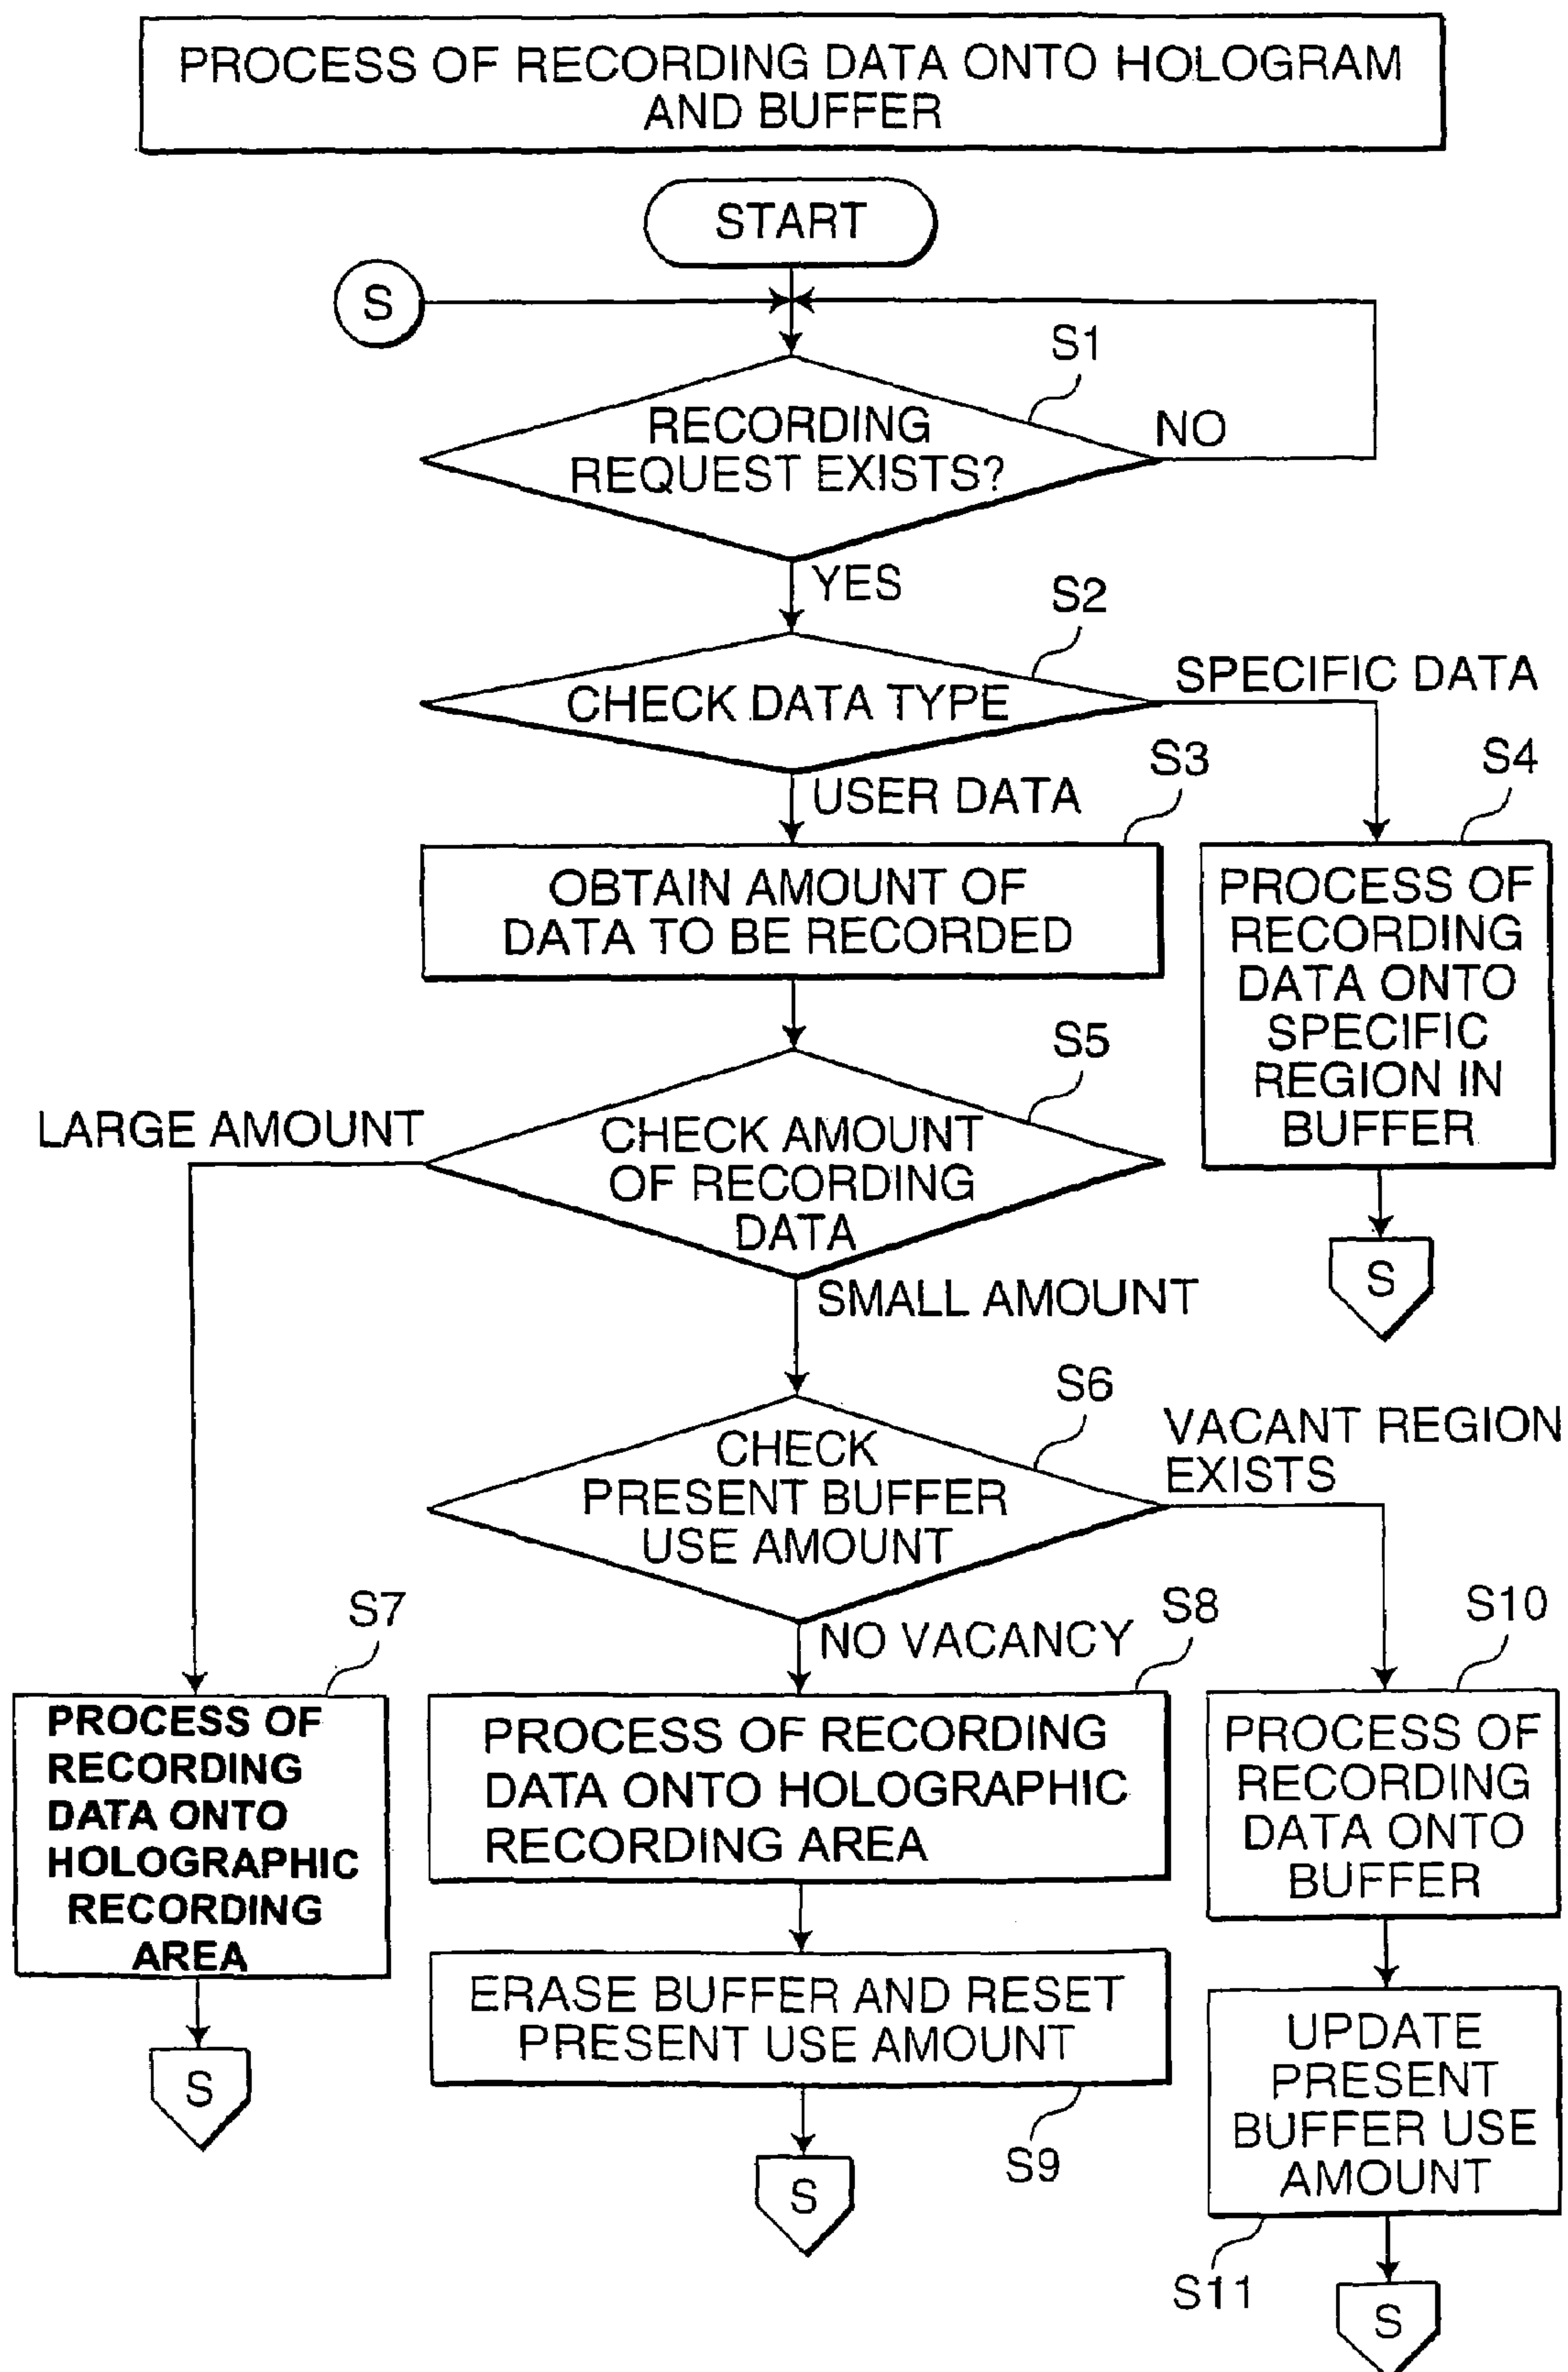 PROCESS OF RECORDING DATA ONTO HOLOGRAM
AND BUFFER
START
S
S1
RECORDING
REQUEST EXISTS?
NO
YES
S2
CHECK DATA TYPE
SPECIFIC DATA
USER DATA
S3
S4
OBTAIN AMOUNT OF
DATA TO BE RECORDED
PROCESS OF
RECORDING
DATA ONTO
SPECIFIC
REGION IN
BUFFER
S
S5
LARGE AMOUNT
CHECK AMOUNT
OF RECORDING
DATA
SMALL AMOUNT
S6
CHECK
PRESENT BUFFER
USE AMOUNT
VACANT REGION
EXISTS
NO VACANCY
S7
PROCESS OF
RECORDING
DATA ONTO
HOLOGRAPHIC
RECORDING
AREA
S
S8
PROCESS OF RECORDING
DATA ONTO HOLOGRAPHIC
RECORDING AREA
ERASE BUFFER AND RESET
PRESENT USE AMOUNT
S9
S
S10
PROCESS OF
RECORDING
DATA ONTO
BUFFER
UPDATE
PRESENT
BUFFER USE
AMOUNT
S11
S